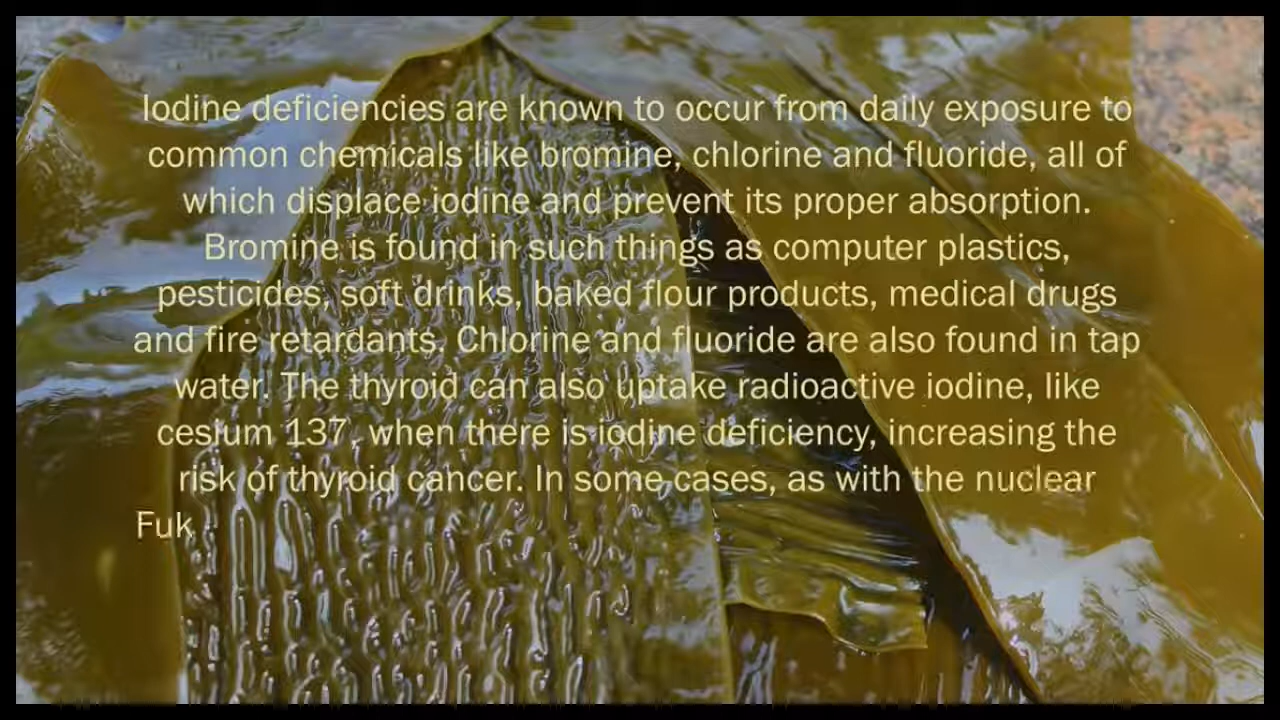 Iodine deficiencies are known to occur from daily exposure to
common chemicals like bromine, chlorine and fluoride, all of
which displace iodine and prevent its proper absorption.
Bromine is found in such things as computer plastics,
pesticides, soft drinks, baked flour products, medical drugs
and fire retardants. Chlorine and fluoride are also found in tap
water. The thyroid can also uptake radioactive iodine, like
cesium 137, when there is iodine deficiency, increasing the
risk of thyroid cancer. In some cases, as with the nuclear
Fuk